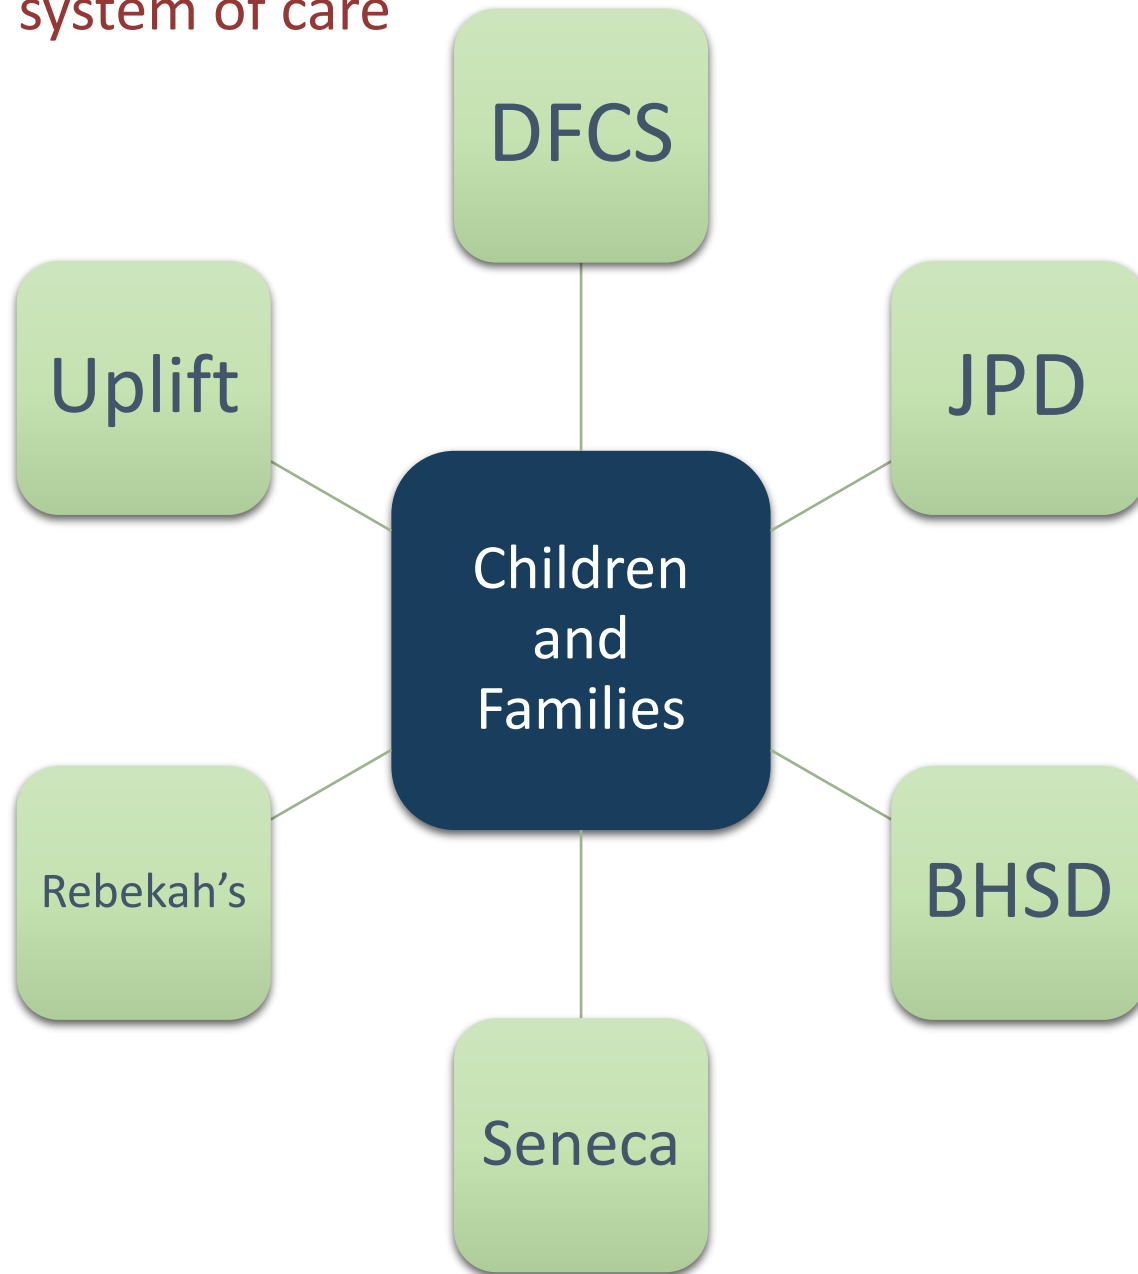 system of care
DFCS
Uplift
JPD
Children
and
Families
Rebekah’s
BHSD
Seneca